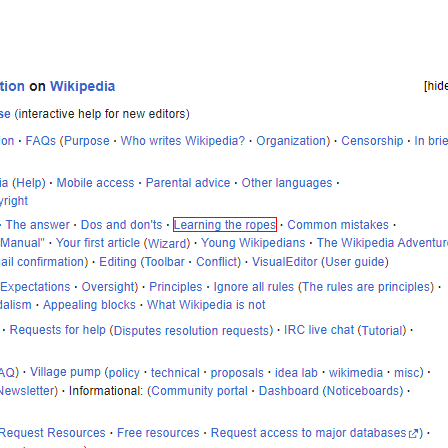 tion on Wikipedia [hide
se (interactive help for new editors)
on · FAQs (Purpose · Who writes Wikipedia? · Organization) · Censorship · In brie
ia (Help) · Mobile access · Parental advice · Other languages ·
yright
· The answer · Dos and don'ts · Learning the ropes · Common mistakes ·
Manual" · Your first article (Wizard) · Young Wikipedians · The Wikipedia Adventur
ail confirmation) · Editing (Toolbar · Conflict) · VisualEditor (User guide)
Expectations · Oversight) · Principles · Ignore all rules (The rules are principles) ·
dalism · Appealing blocks · What Wikipedia is not
· Requests for help (Disputes resolution requests) · IRC live chat (Tutorial) ·
AQ) · Village pump (policy · technical · proposals · idea lab · wikimedia · misc) ·
Newsletter) · Informational: (Community portal · Dashboard (Noticeboards) ·
Request Resources · Free resources · Request access to major databases) ·